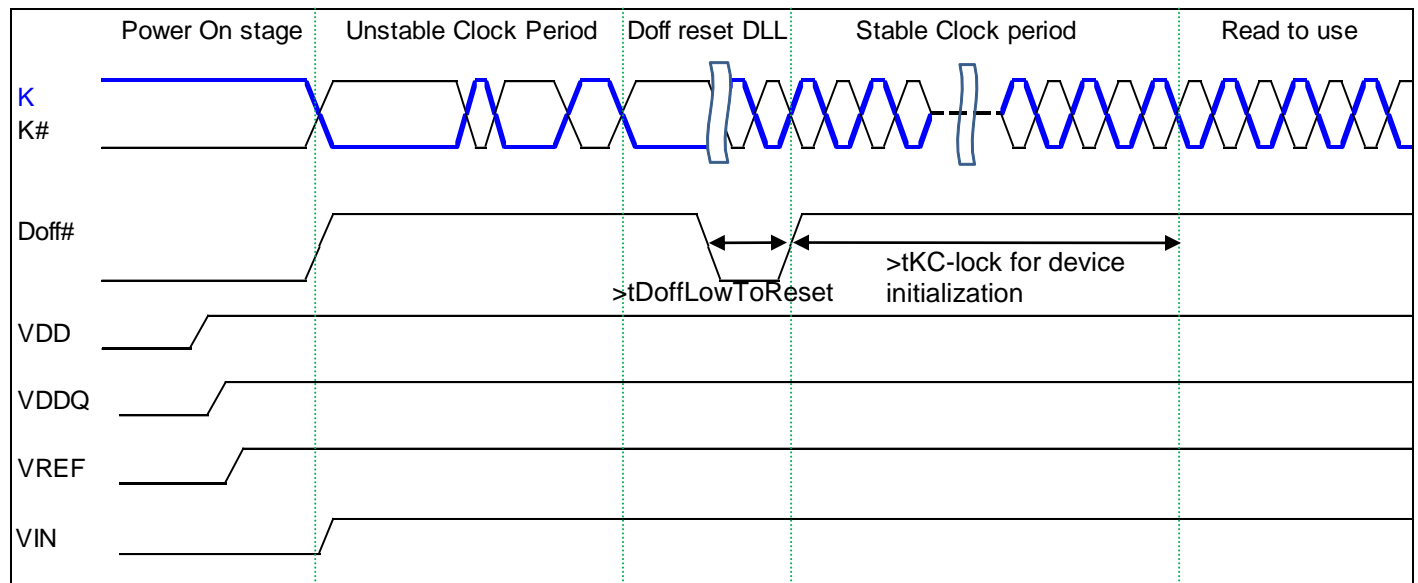 Power On stage Unstable Clock Period Doff reset DLL Stable Clock period Read to use
K
K#
Doff#
>tDoffLowToReset
>tKC-lock for device
initialization
VDD
VDDQ
VREF
VIN